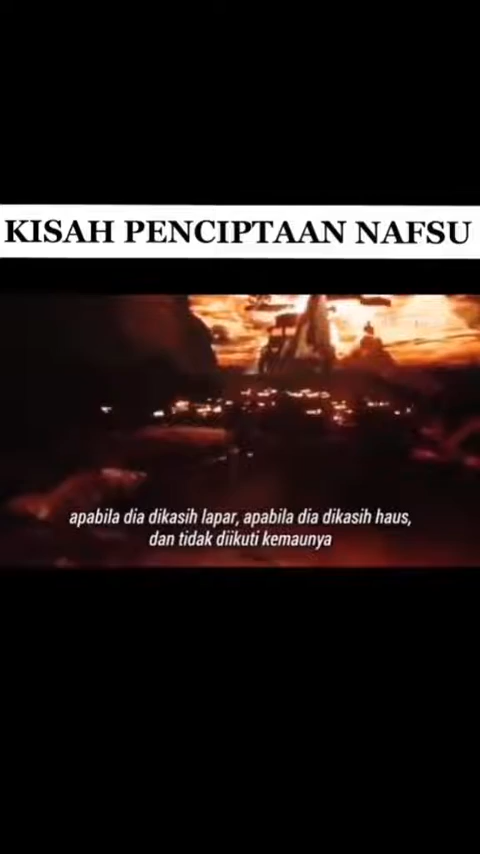 KISAH PENCIPTAAN NAFSU
apabila dia dikasih lapar, apabila dia dikasih haus,
dan tidak diikuti kemaunya